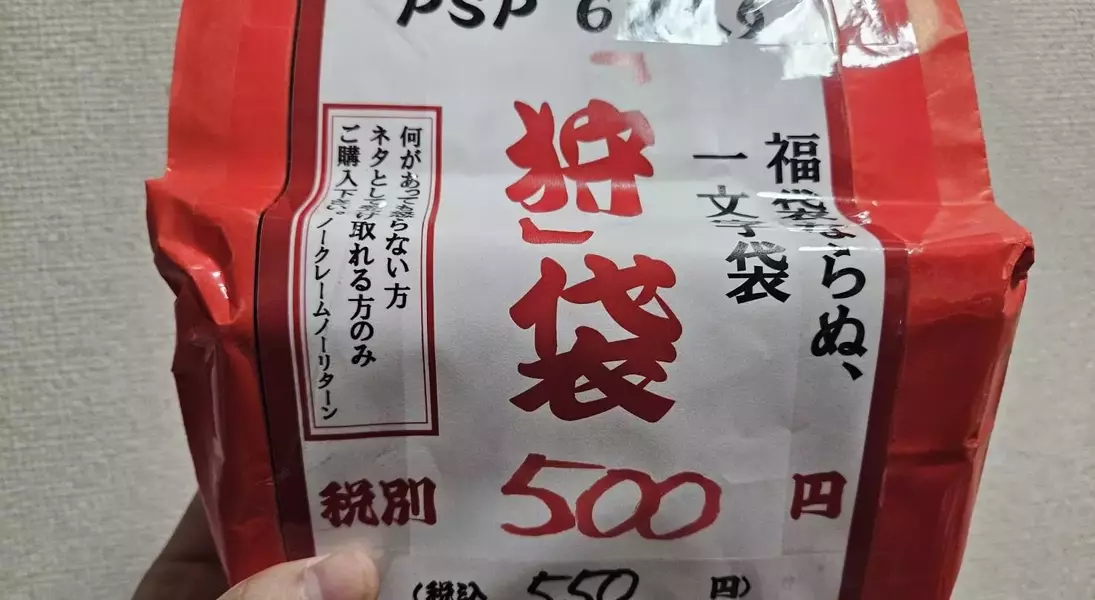 PSP 6
福袋ならぬ、
一文字袋
「狩」袋
何があっても怒らない方
ネタとして受け取れる方のみ
ご購入下さい。ノークレームノーリターン
税別 500 円
(税込 550 円)